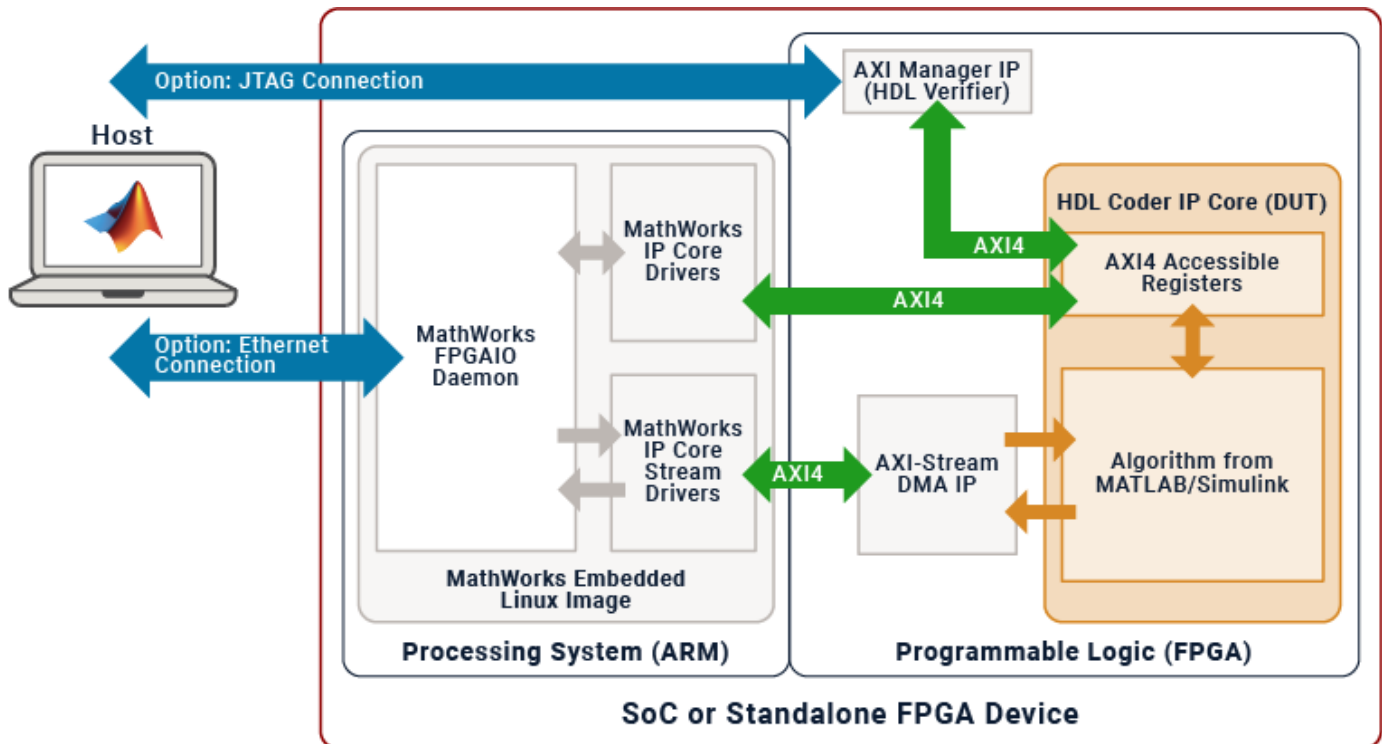 Option: JTAG Connection
AXI Manager IP
(HDL Verifier)
Host
HDL Coder IP Core (DUT)
MathWorks
IP Core
Drivers
AXI4
AXI4 Accessible
Registers
AXI4
Option: Ethernet
Connection
MathWorks
FPGAIO
Daemon
MathWorks
IP Core
Stream
Drivers
AXI4
AXI-Stream
DMA IP
Algorithm from
MATLAB/Simulink
MathWorks Embedded
Linux Image
Processing System (ARM)
Programmable Logic (FPGA)
SoC or Standalone FPGA Device